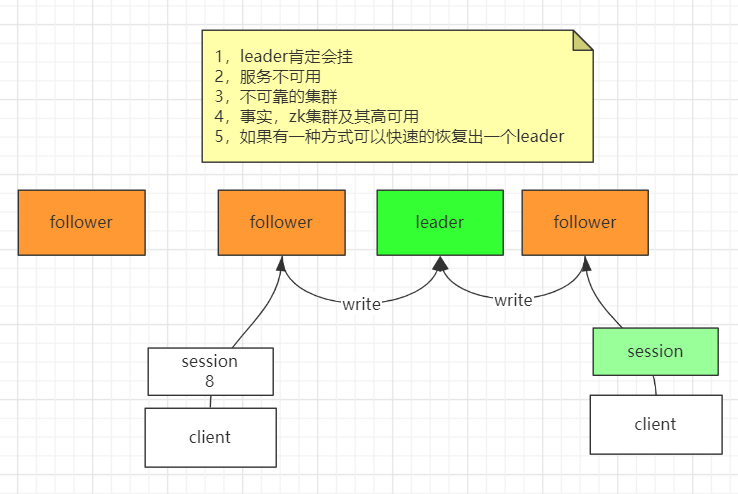 1，leader肯定会挂
2，服务不可用
3，不可靠的集群
4，事实，zk集群及其高可用
5，如果有一种方式可以快速的恢复出一个leader
follower
follower
leader
follower
write
write
session
8
session
client
client